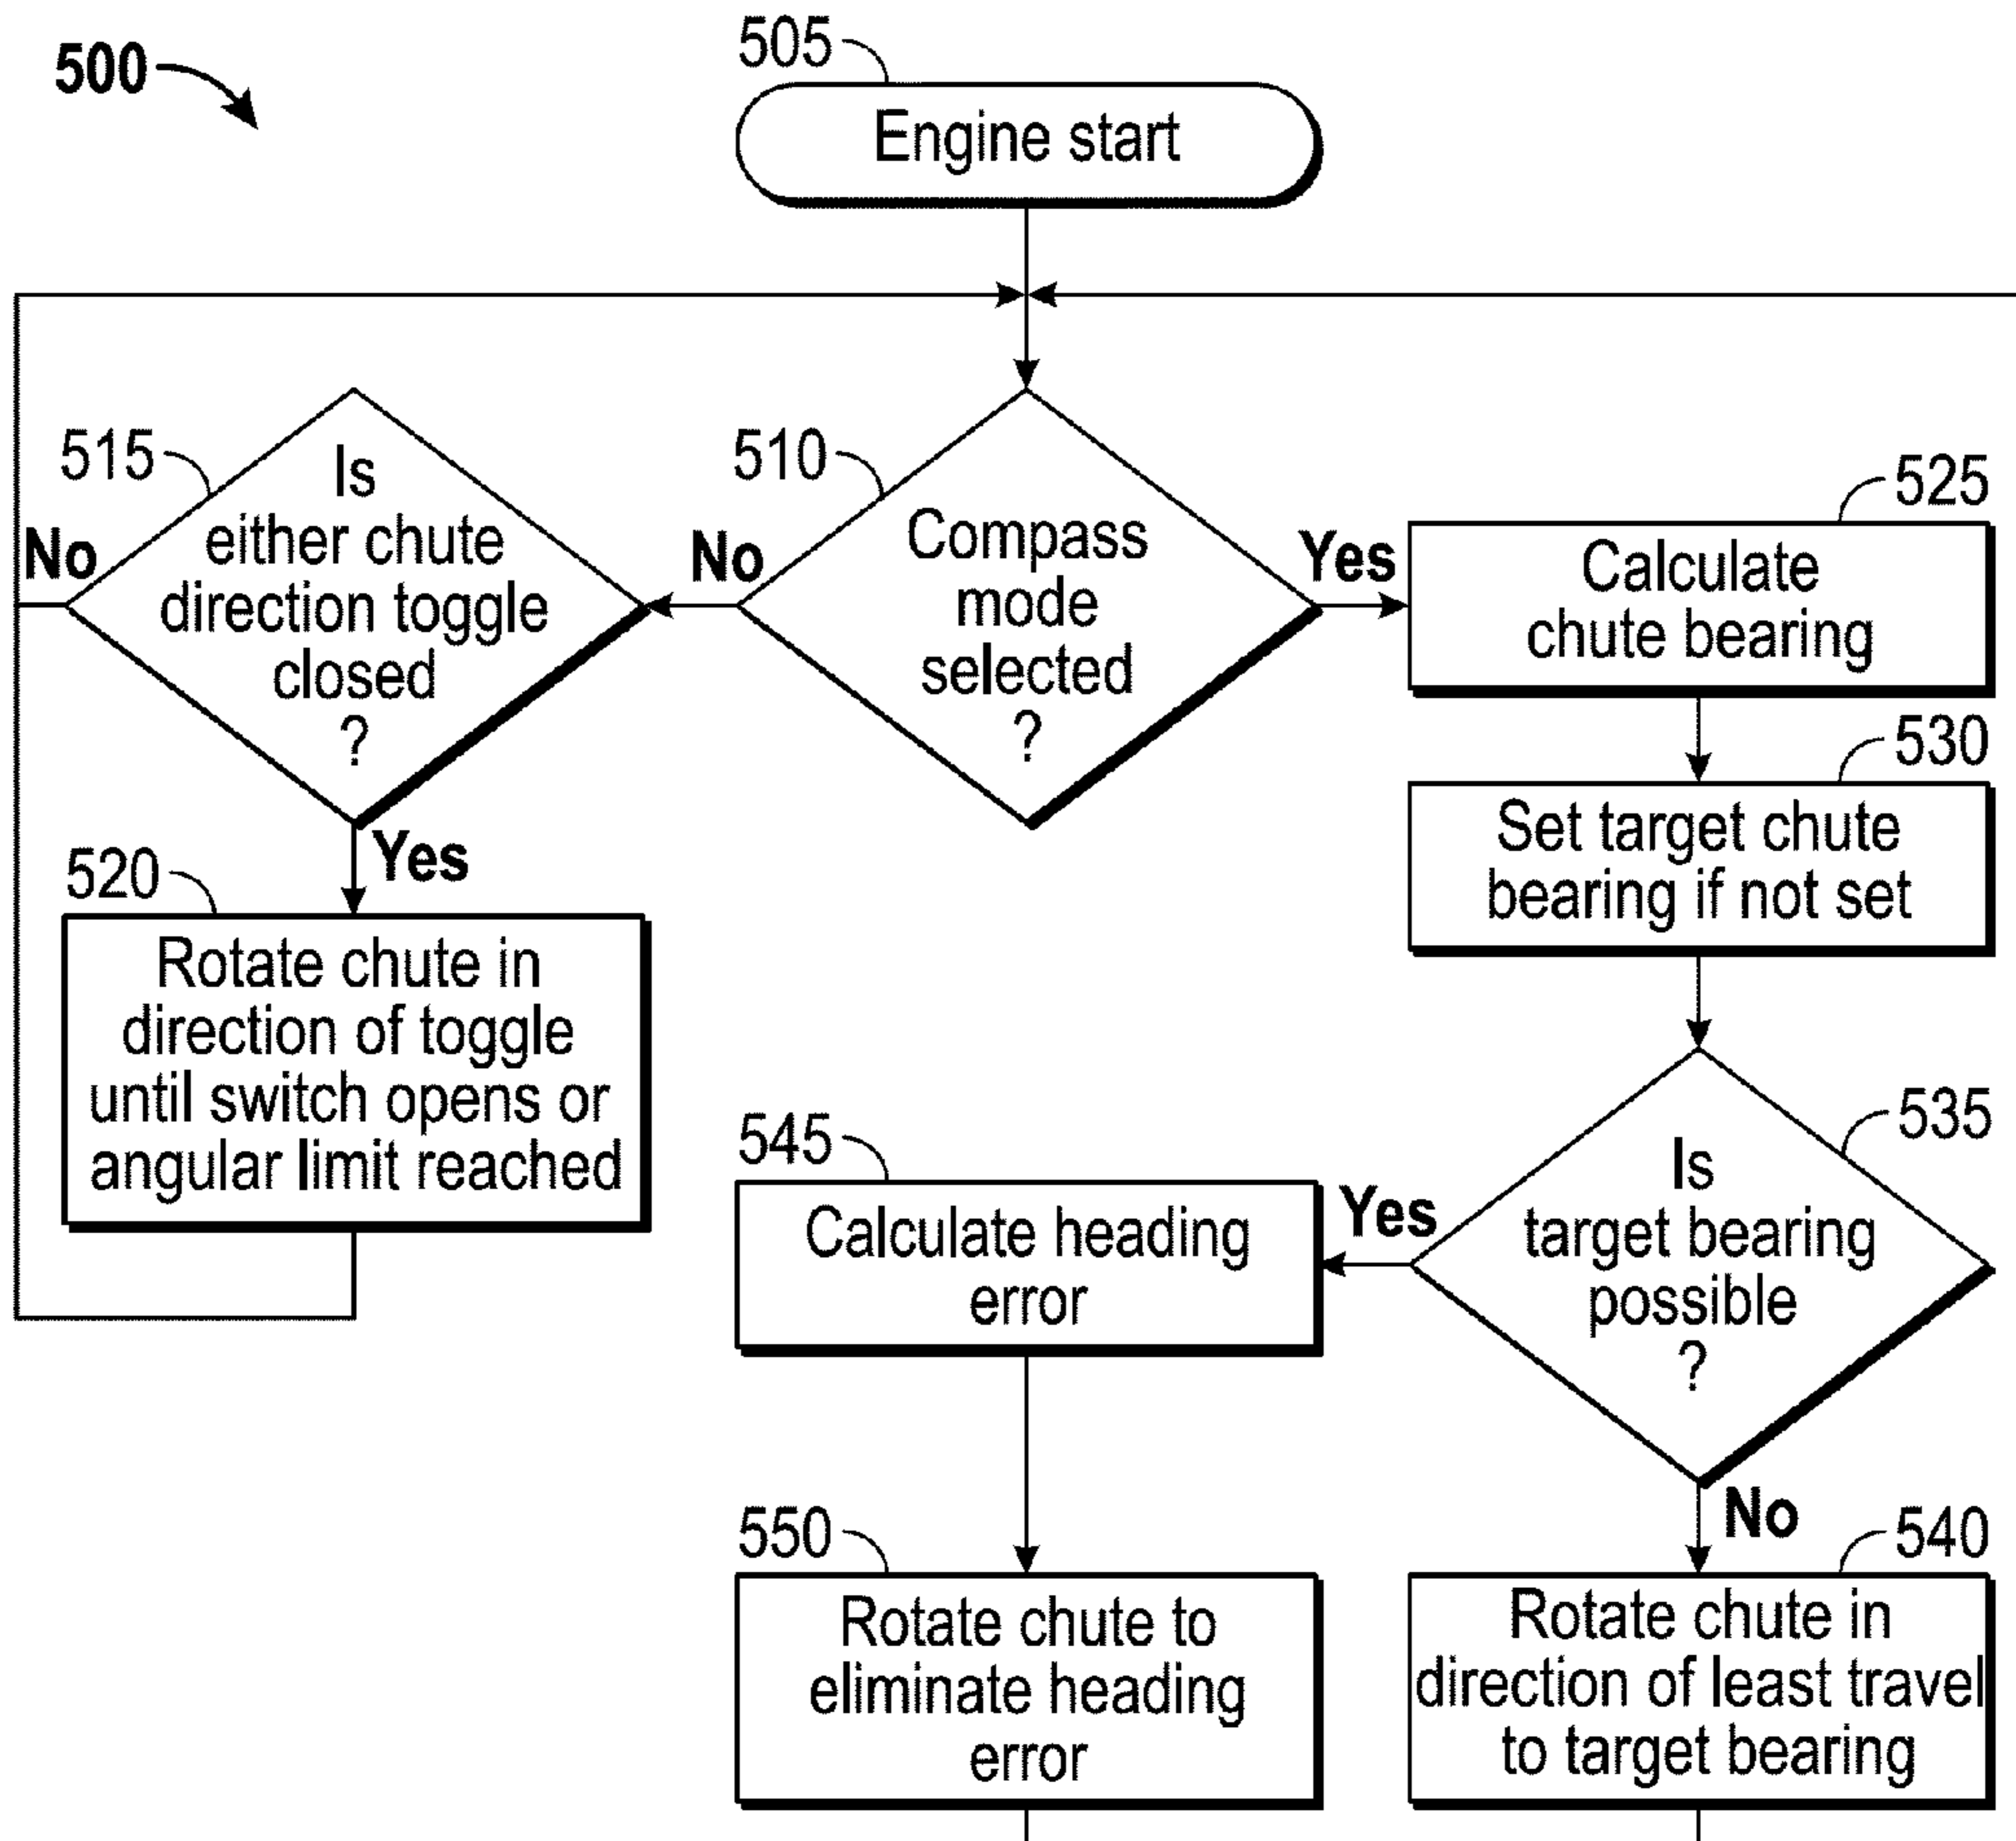 500
505
Engine start
515
Is
either chute
direction toggle
closed
?
No
510
Compass
mode
selected
?
No
Yes
525
Calculate
chute bearing
530
Set target chute
bearing if not set
Yes
520
Rotate chute in
direction of toggle
until switch opens or
angular limit reached
535
Is
target bearing
possible
?
Yes
545
Calculate heading
error
No
550
Rotate chute to
eliminate heading
error
540
Rotate chute in
direction of least travel
to target bearing